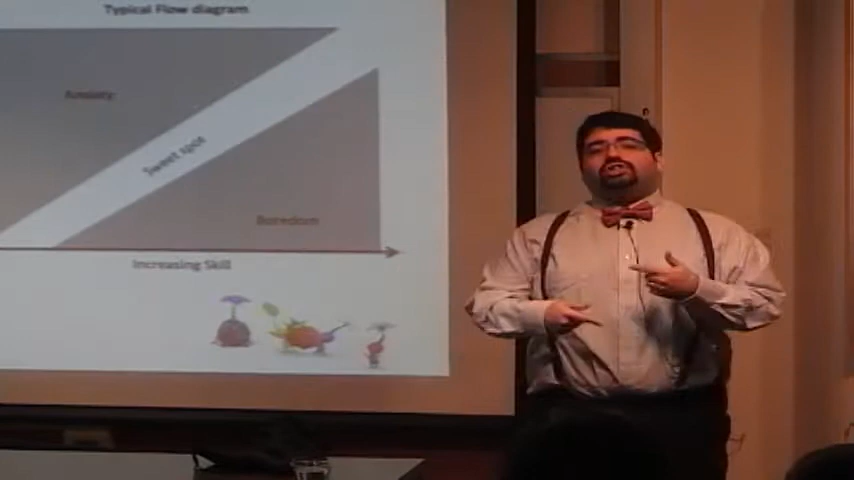 Typical Flow diagram
Anxiety
Sweet spot
Boredom
Increasing Skill